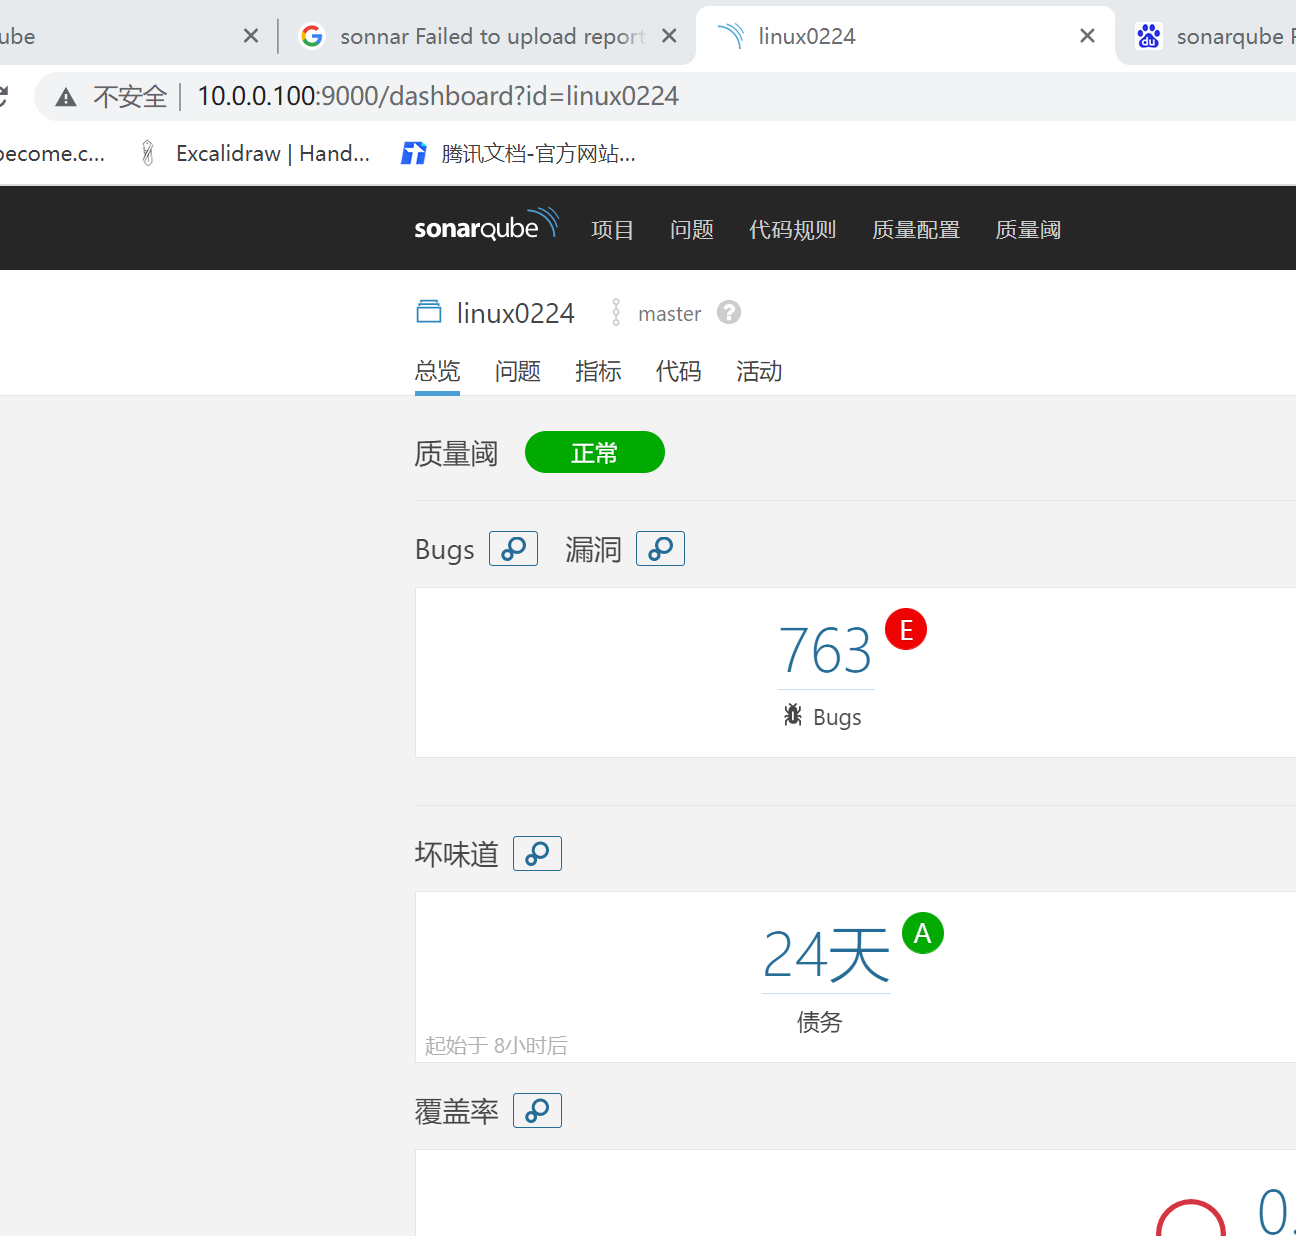 ube
sonnar Failed to upload report
linux0224
sonarqube
不安全 10.0.0.100:9000/dashboard?id=linux0224
become.c...
Excalidraw | Hand...
腾讯文档-官方网站...
sonarqube 项目 问题 代码规则 质量配置 质量阈
linux0224 master
总览 问题 指标 代码 活动
质量阈 正常
Bugs 漏洞
763 E
Bugs
坏味道
24天 A
债务
起始于 8小时后
覆盖率
0.